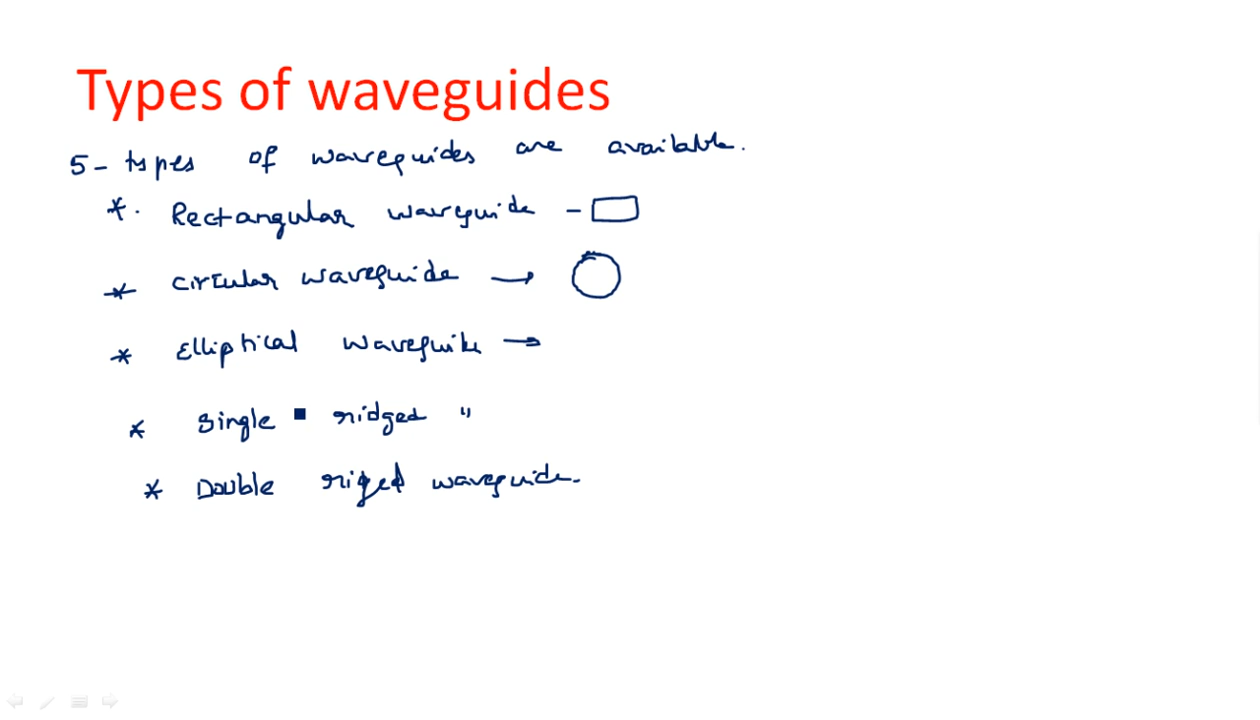 Types of waveguides
5- types of waveguides are available.
*. Rectangular waveguide -
* circular waveguide →
* Elliptical waveguide →
* Single ridged "
* Double riged waveguide.